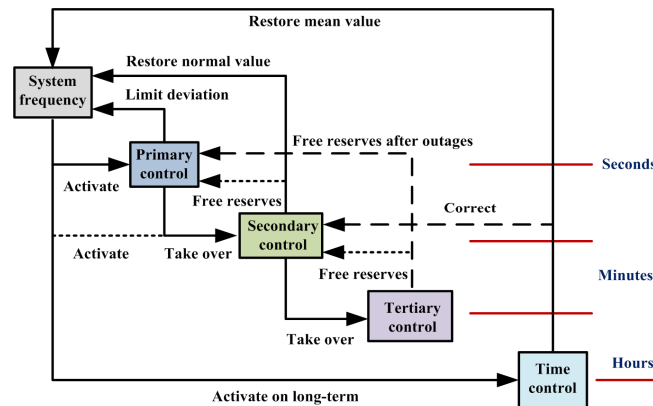 Restore mean value
Restore normal value
System
frequency
Limit deviation
Free reserves after outages
Primary
control
Seconds
Activate
Free reserves
Correct
Secondary
control
Activate
Take over
Free reserves
Minutes
Tertiary
control
Take over
Hours
Time
control
Activate on long-term